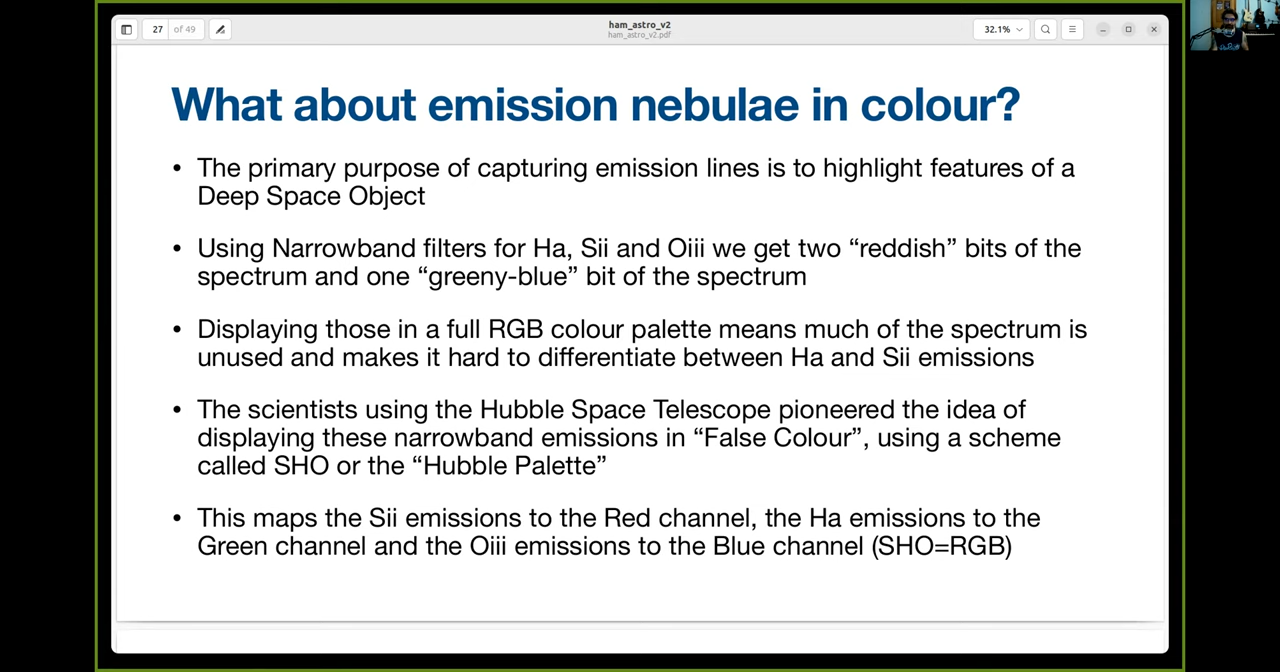 27 of 49
ham_astro_v2
ham_astro_v2.pdf
32.1%
What about emission nebulae in colour?
• The primary purpose of capturing emission lines is to highlight features of a
Deep Space Object
• Using Narrowband filters for Ha, Sii and Oiii we get two “reddish” bits of the
spectrum and one “greeny-blue” bit of the spectrum
• Displaying those in a full RGB colour palette means much of the spectrum is
unused and makes it hard to differentiate between Ha and Sii emissions
• The scientists using the Hubble Space Telescope pioneered the idea of
displaying these narrowband emissions in “False Colour”, using a scheme
called SHO or the “Hubble Palette”
• This maps the Sii emissions to the Red channel, the Ha emissions to the
Green channel and the Oiii emissions to the Blue channel (SHO=RGB)